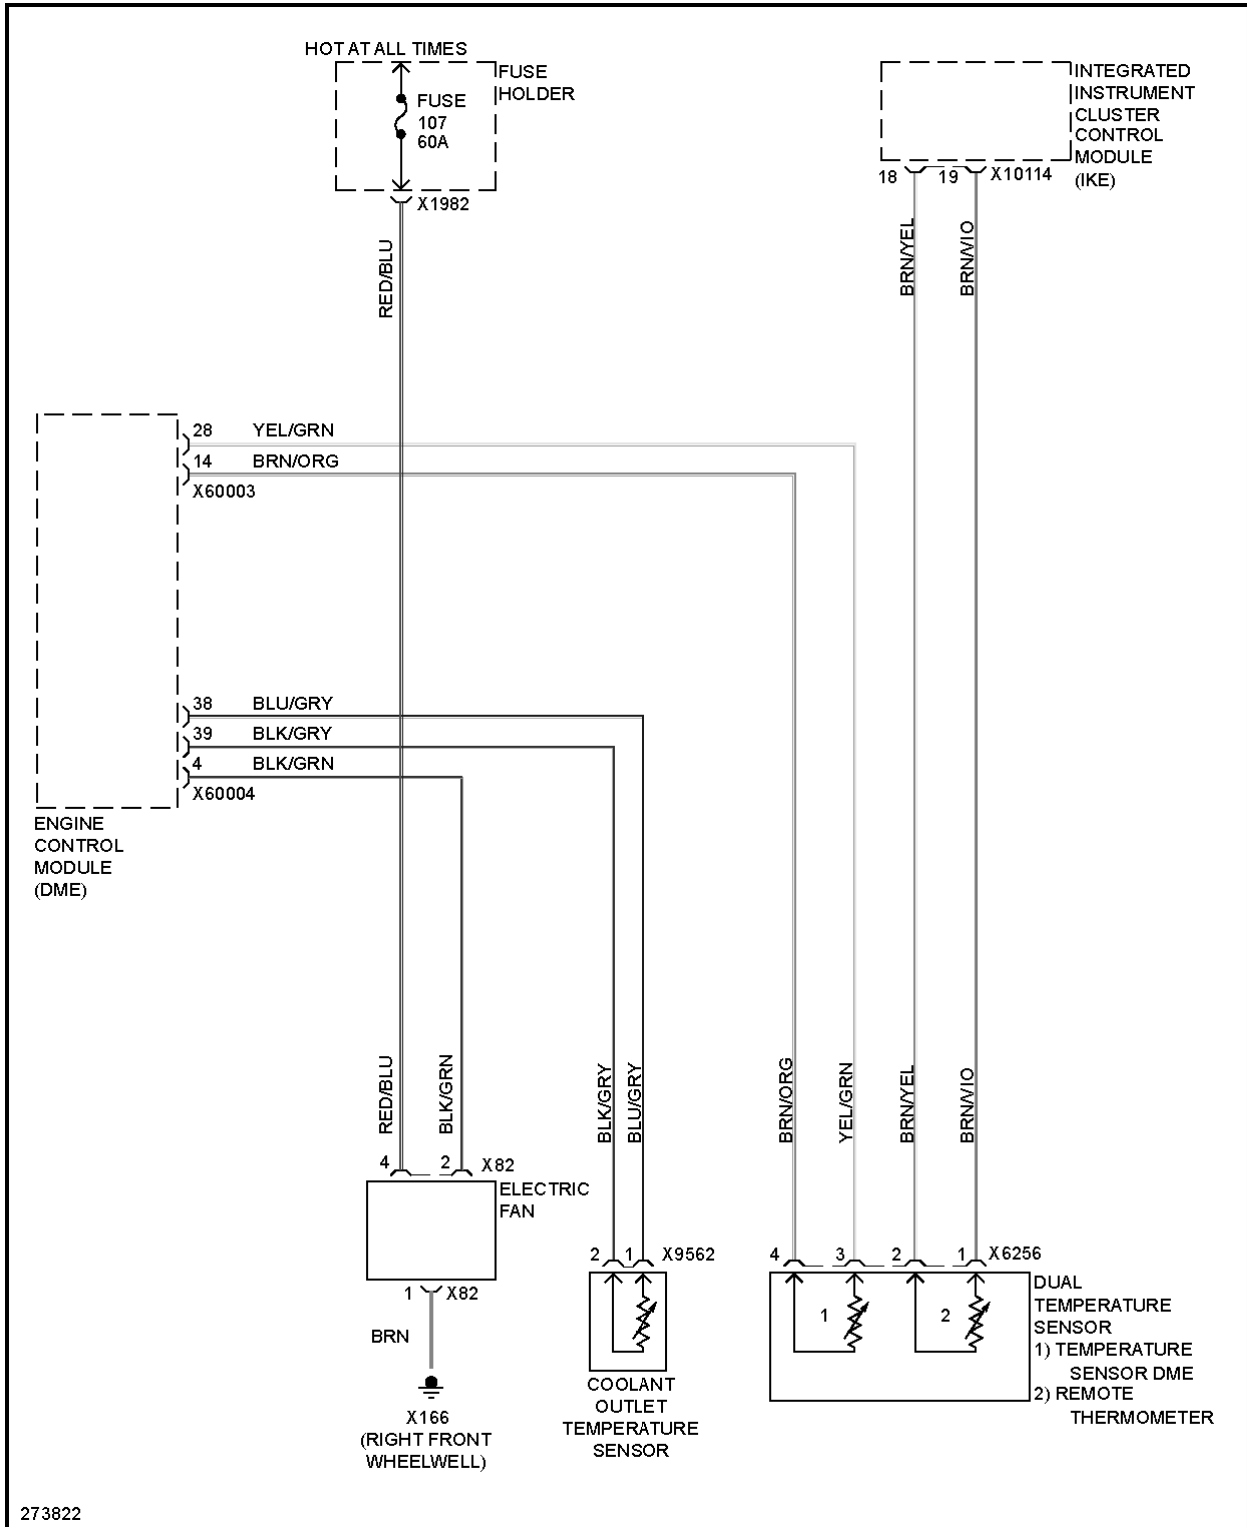 HOT AT ALL TIMES
FUSE
HOLDER
FUSE
107
60A
X1982
RED/BLU
INTEGRATED
INSTRUMENT
CLUSTER
CONTROL
MODULE
(IKE)
18
19
X10114
BRN/YEL
BRN/VIO
28
YEL/GRN
14
BRN/ORG
X60003
38
BLU/GRY
39
BLK/GRY
4
BLK/GRN
X60004
ENGINE
CONTROL
MODULE
(DME)
RED/BLU
BLK/GRN
BLK/GRY
BLU/GRY
BRN/ORG
YEL/GRN
BRN/YEL
BRN/VIO
4
2
X82
ELECTRIC
FAN
1
X82
BRN
X166
(RIGHT FRONT
WHEELWELL)
2
1
X9562
COOLANT
OUTLET
TEMPERATURE
SENSOR
4
3
2
1
X6256
1
2
DUAL
TEMPERATURE
SENSOR
1) TEMPERATURE
SENSOR DME
2) REMOTE
THERMOMETER
273822